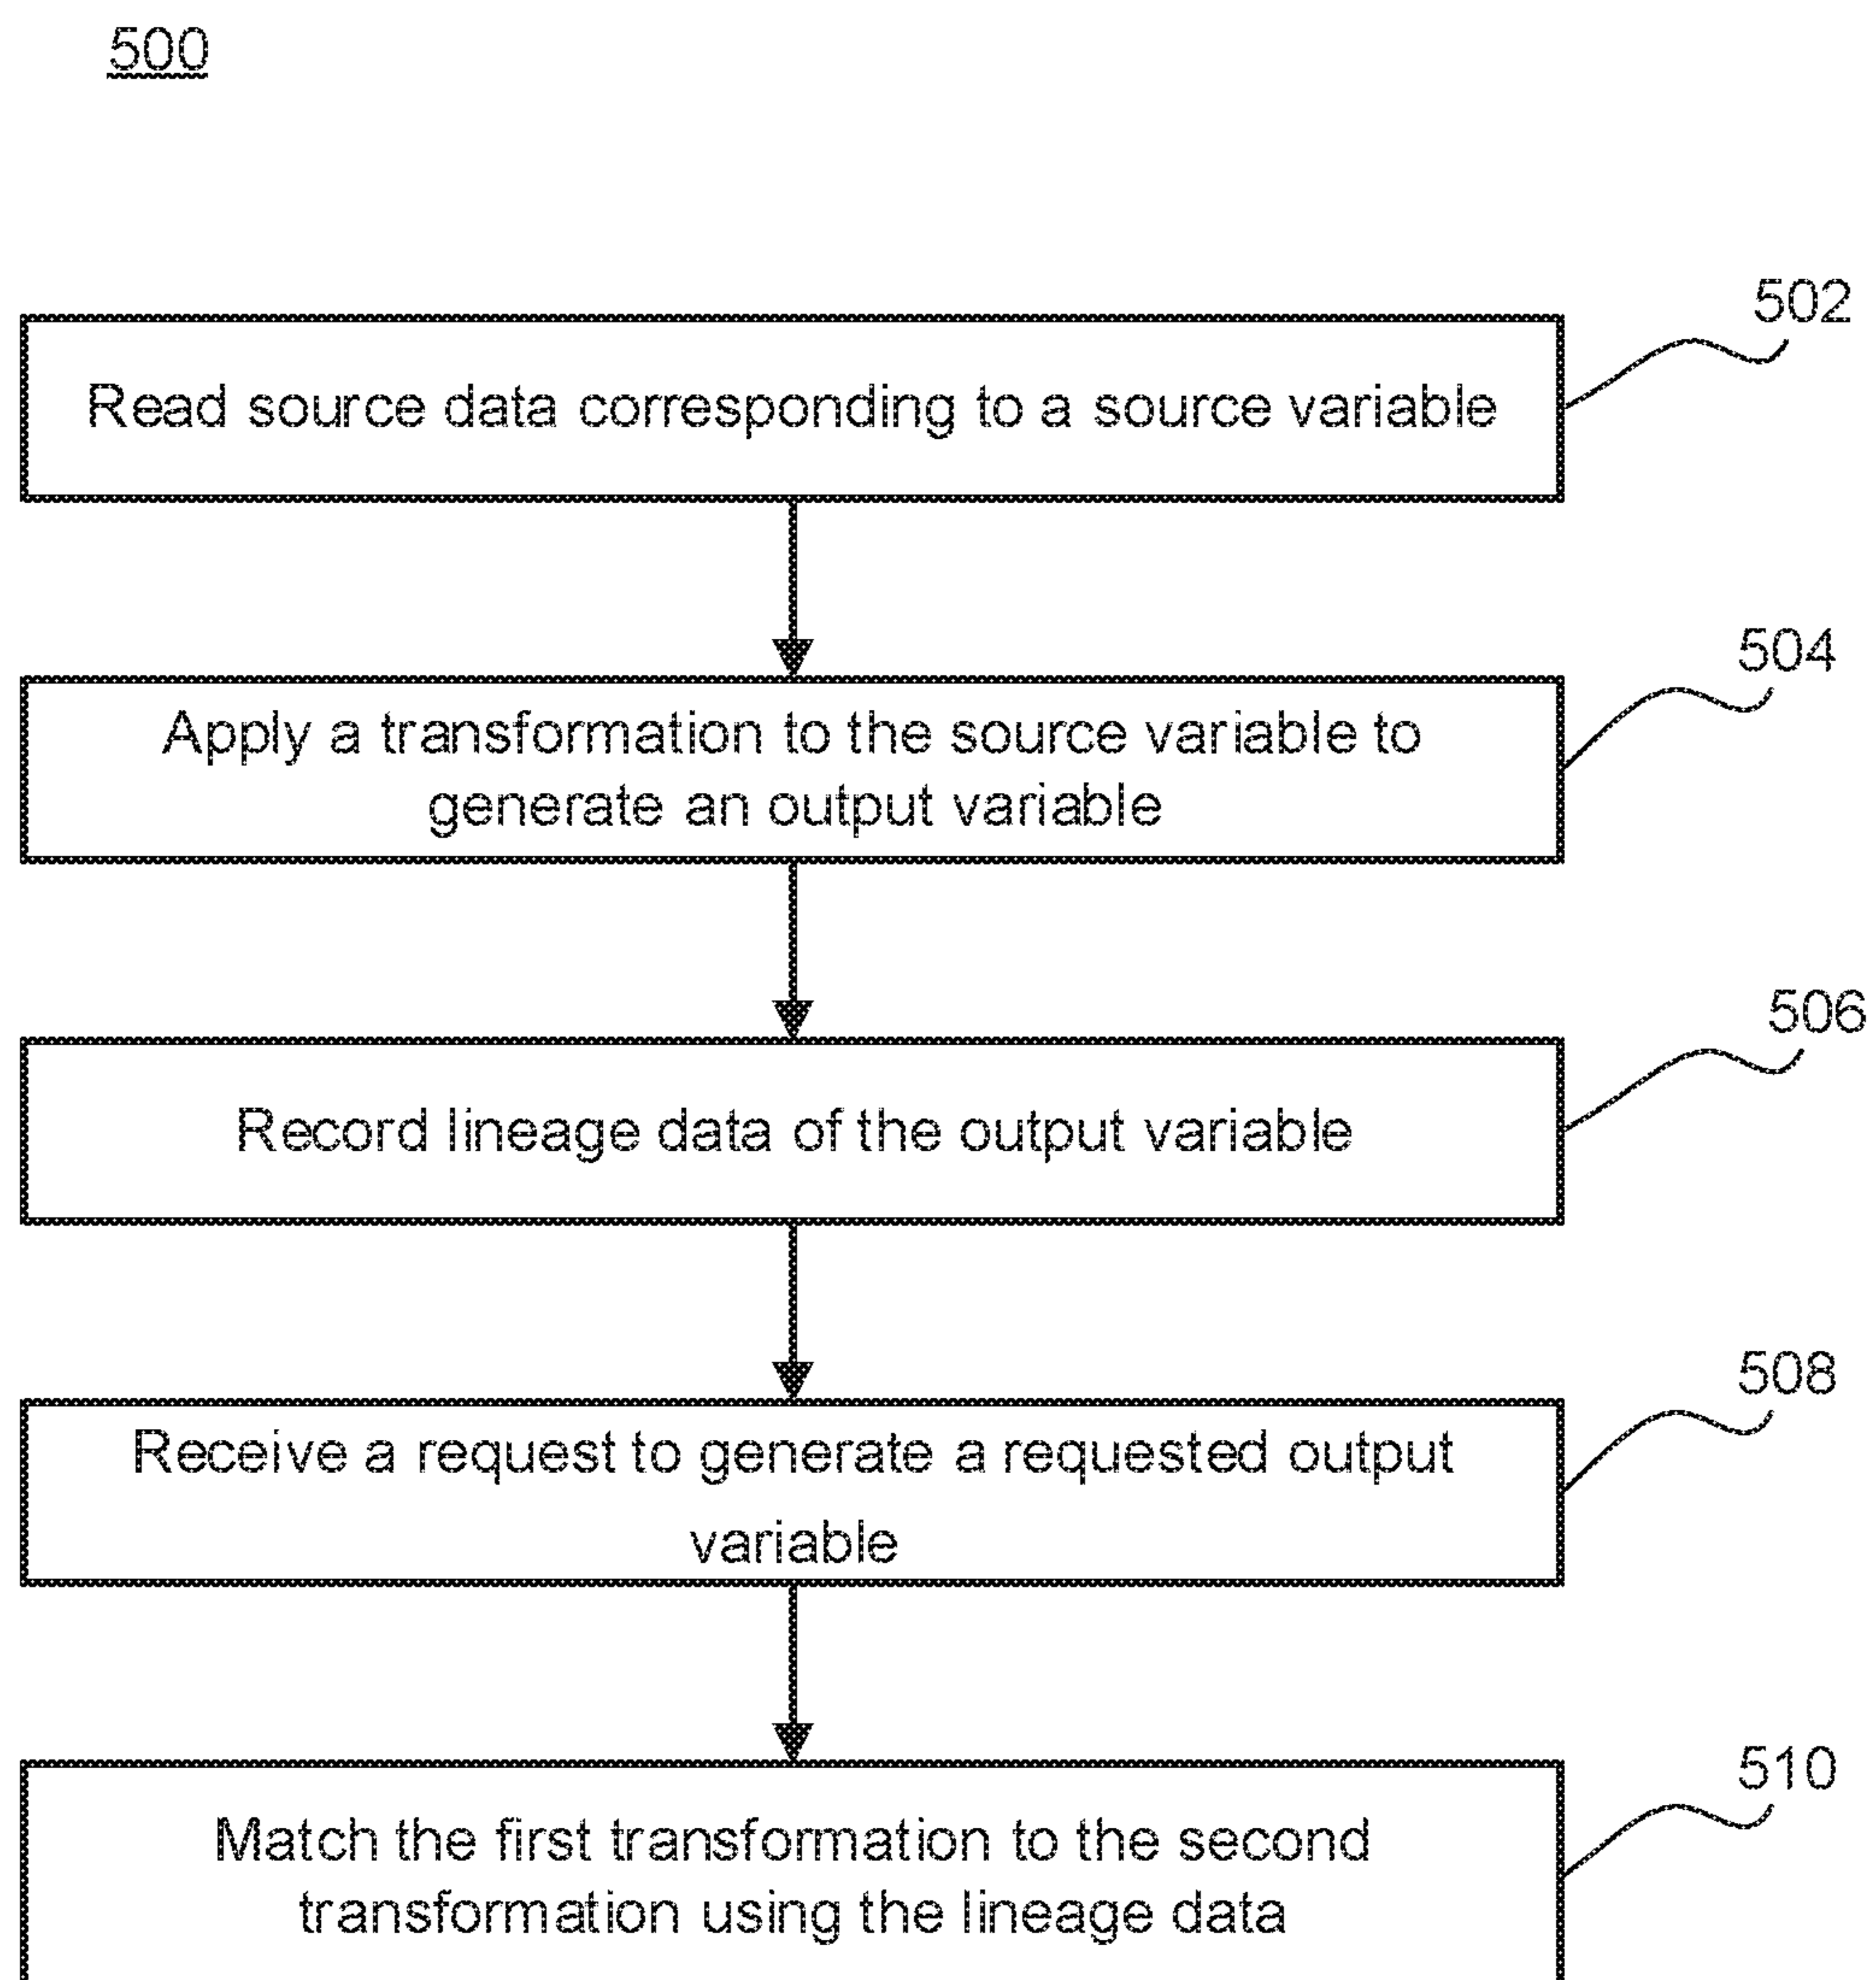 500
502
Read source data corresponding to a source variable
504
Apply a transformation to the source variable to
generate an output variable
506
Record lineage data of the output variable
508
Receive a request to generate a requested output
variable
510
Match the first transformation to the second
transformation using the lineage data